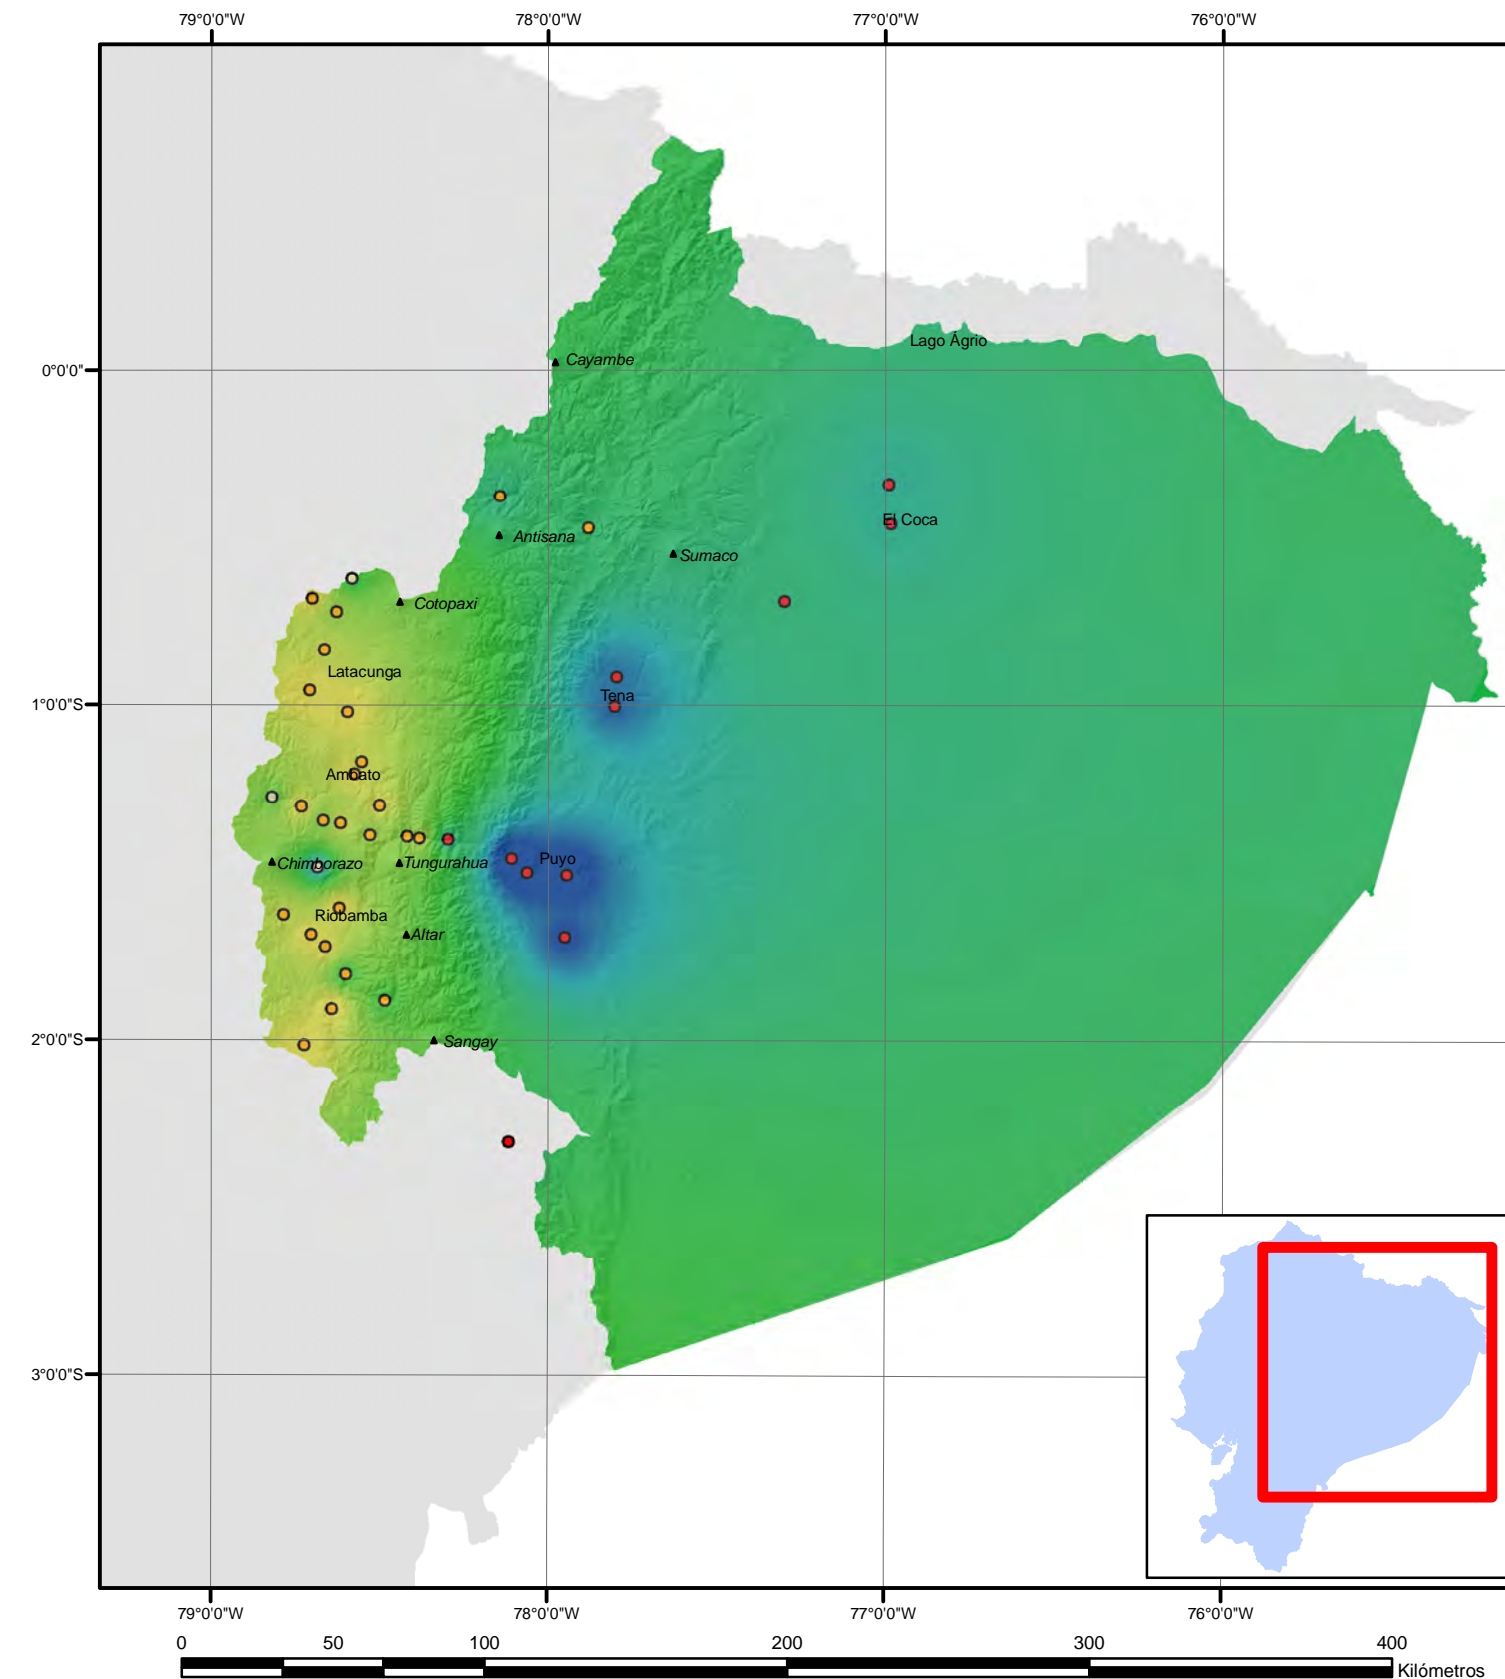 79°0'0"W 78°0'0"W 77°0'0"W 76°0'0"W
Lago Ágrio
Cayambe
0°0'0"
El Coca
Antisana
Sumaco
Cotopaxi
Latacunga
Tena
1°0'0"S
Ambato
Puyo
Chimborazo
Tungurahua
Riobamba
Altar
2°0'0"S
Sangay
3°0'0"S
79°0'0"W 78°0'0"W 77°0'0"W 76°0'0"W
0 50 100 200 300 400
Kilómetros